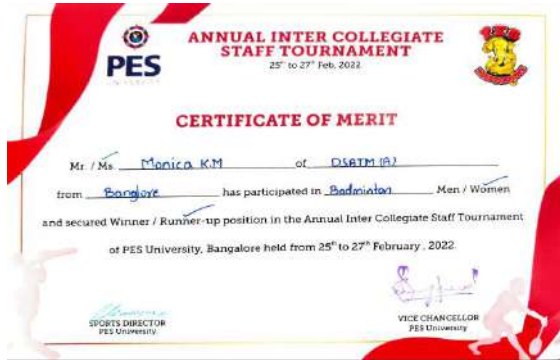 ANNUAL INTER COLLEGIATE
STAFF TOURNAMENT
25th to 27th Feb, 2022
PES
UNIVERSITY
CERTIFICATE OF MERIT
Mr. / Ms. Monica K.M of DSATM (A)
from Banglore has participated in Badminton Men / Women
and secured Winner / Runner-up position in the Annual Inter Collegiate Staff Tournament
of PES University, Bangalore held from 25th to 27th February, 2022.
SPORTS DIRECTOR
PES University
VICE CHANCELLOR
PES University